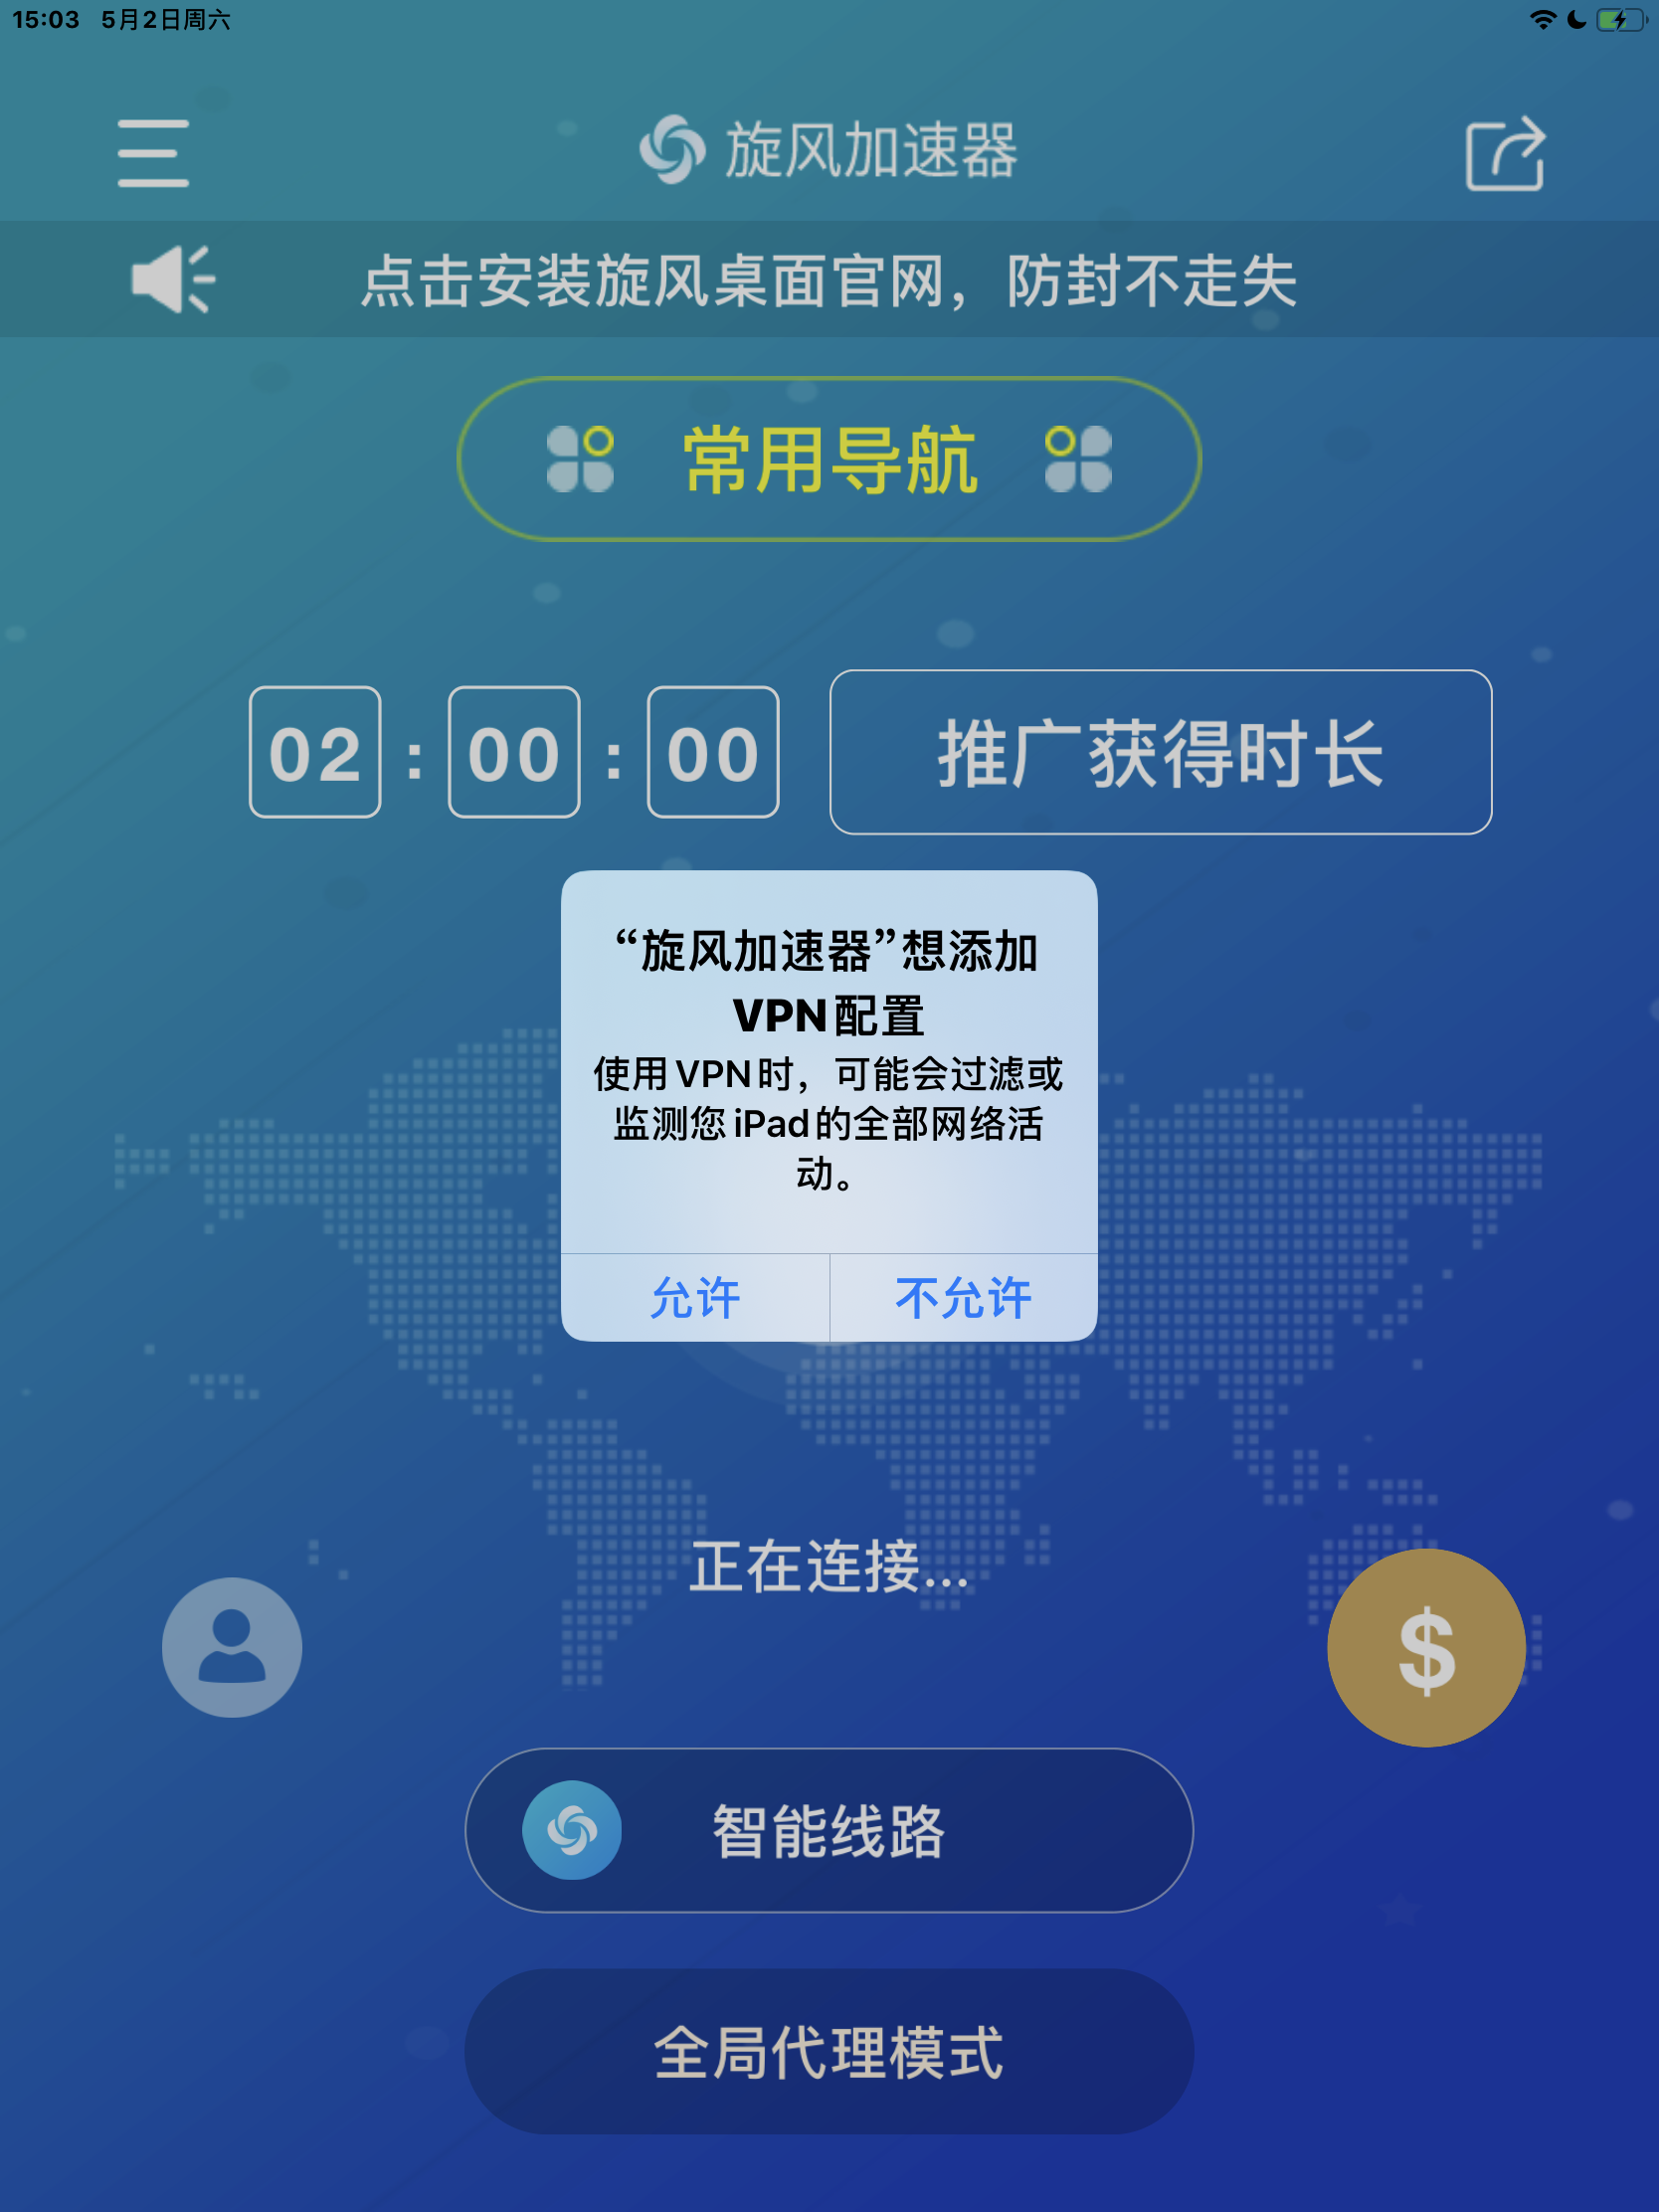 15:03 5月2日周六
旋风加速器
点击安装旋风桌面官网，防封不走失
常用导航
02 : 00 : 00 推广获得时长
“旋风加速器”想添加
VPN配置
使用VPN时，可能会过滤或
监测您iPad的全部网络活
动。
允许 不允许
正在连接...
$
智能线路
全局代理模式